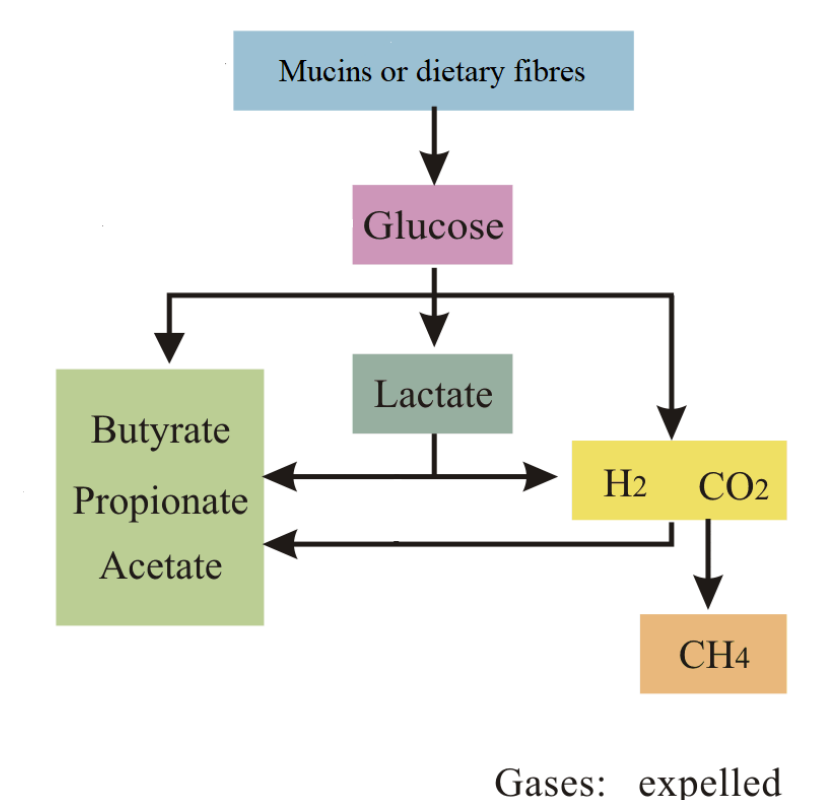 Mucins or dietary fibres
Glucose
Lactate
Butyrate
Propionate
Acetate
H2 CO2
CH4
Gases: expelled